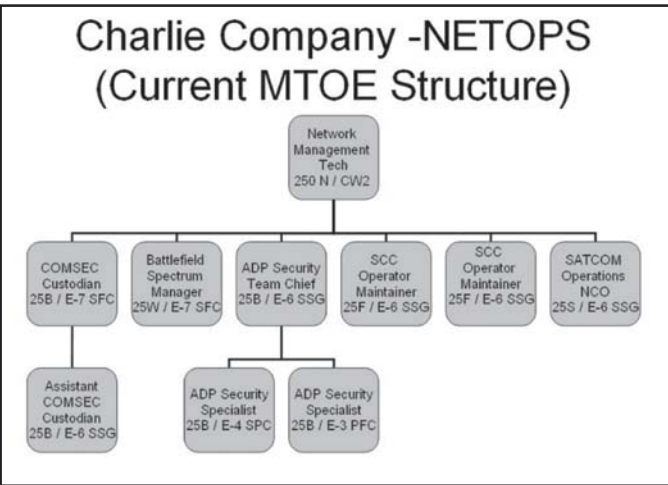 Charlie Company -NETOPS
(Current MTOE Structure)
Network
Management
Tech
250 N / CW2
COMSEC
Custodian
25B / E-7 SFC
Battlefield
Spectrum
Manager
25W / E-7 SFC
ADP Security
Team Chief
25B / E-6 SSG
SCC
Operator
Maintainer
25F / E-6 SSG
SCC
Operator
Maintainer
25F / E-6 SSG
SATCOM
Operations
NCO
25S / E-6 SSG
Assistant
COMSEC
Custodian
25B / E-6 SSG
ADP Security
Specialist
25B / E-4 SPC
ADP Security
Specialist
25B / E-3 PFC